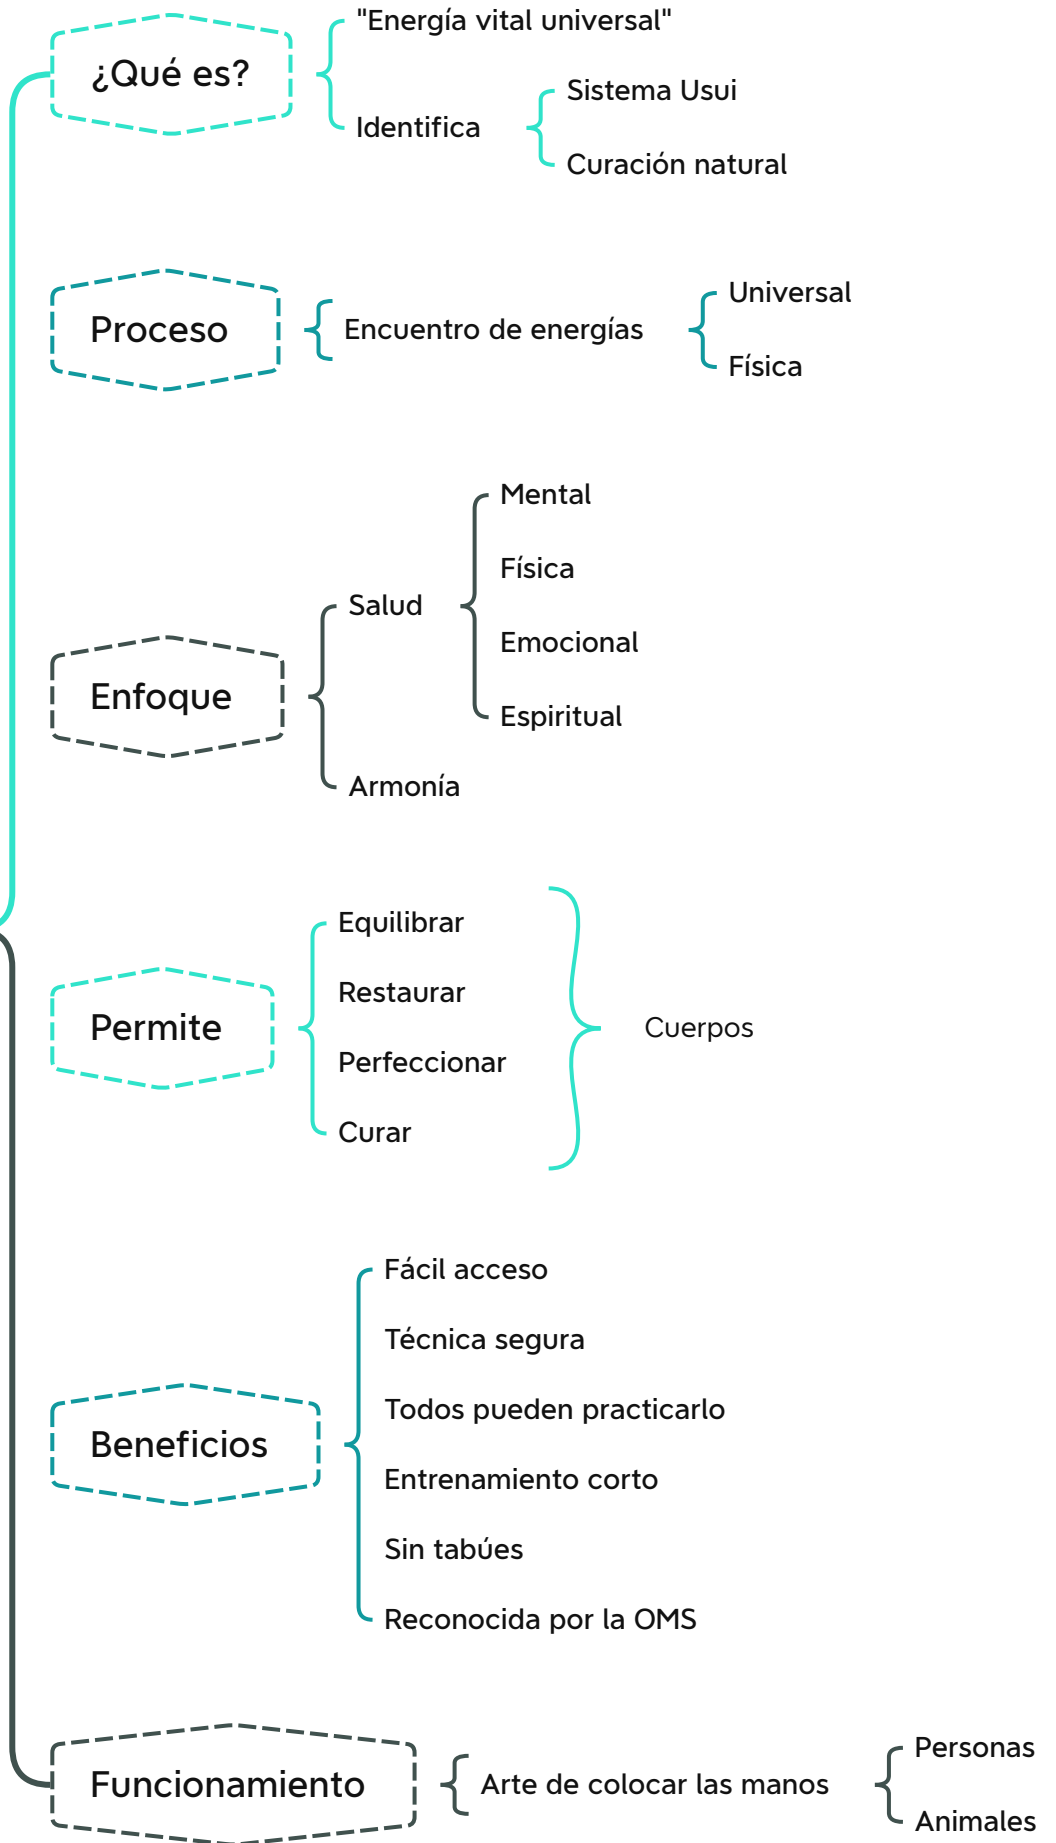 ¿Qué es?
"Energía vital universal"
Identifica
Sistema Usui
Curación natural
Proceso
Encuentro de energías
Universal
Física
Enfoque
Salud
Mental
Física
Emocional
Espiritual
Armonía
Permite
Equilibrar
Restaurar
Perfeccionar
Curar
Cuerpos
Beneficios
Fácil acceso
Técnica segura
Todos pueden practicarlo
Entrenamiento corto
Sin tabúes
Reconocida por la OMS
Funcionamiento
Arte de colocar las manos
Personas
Animales